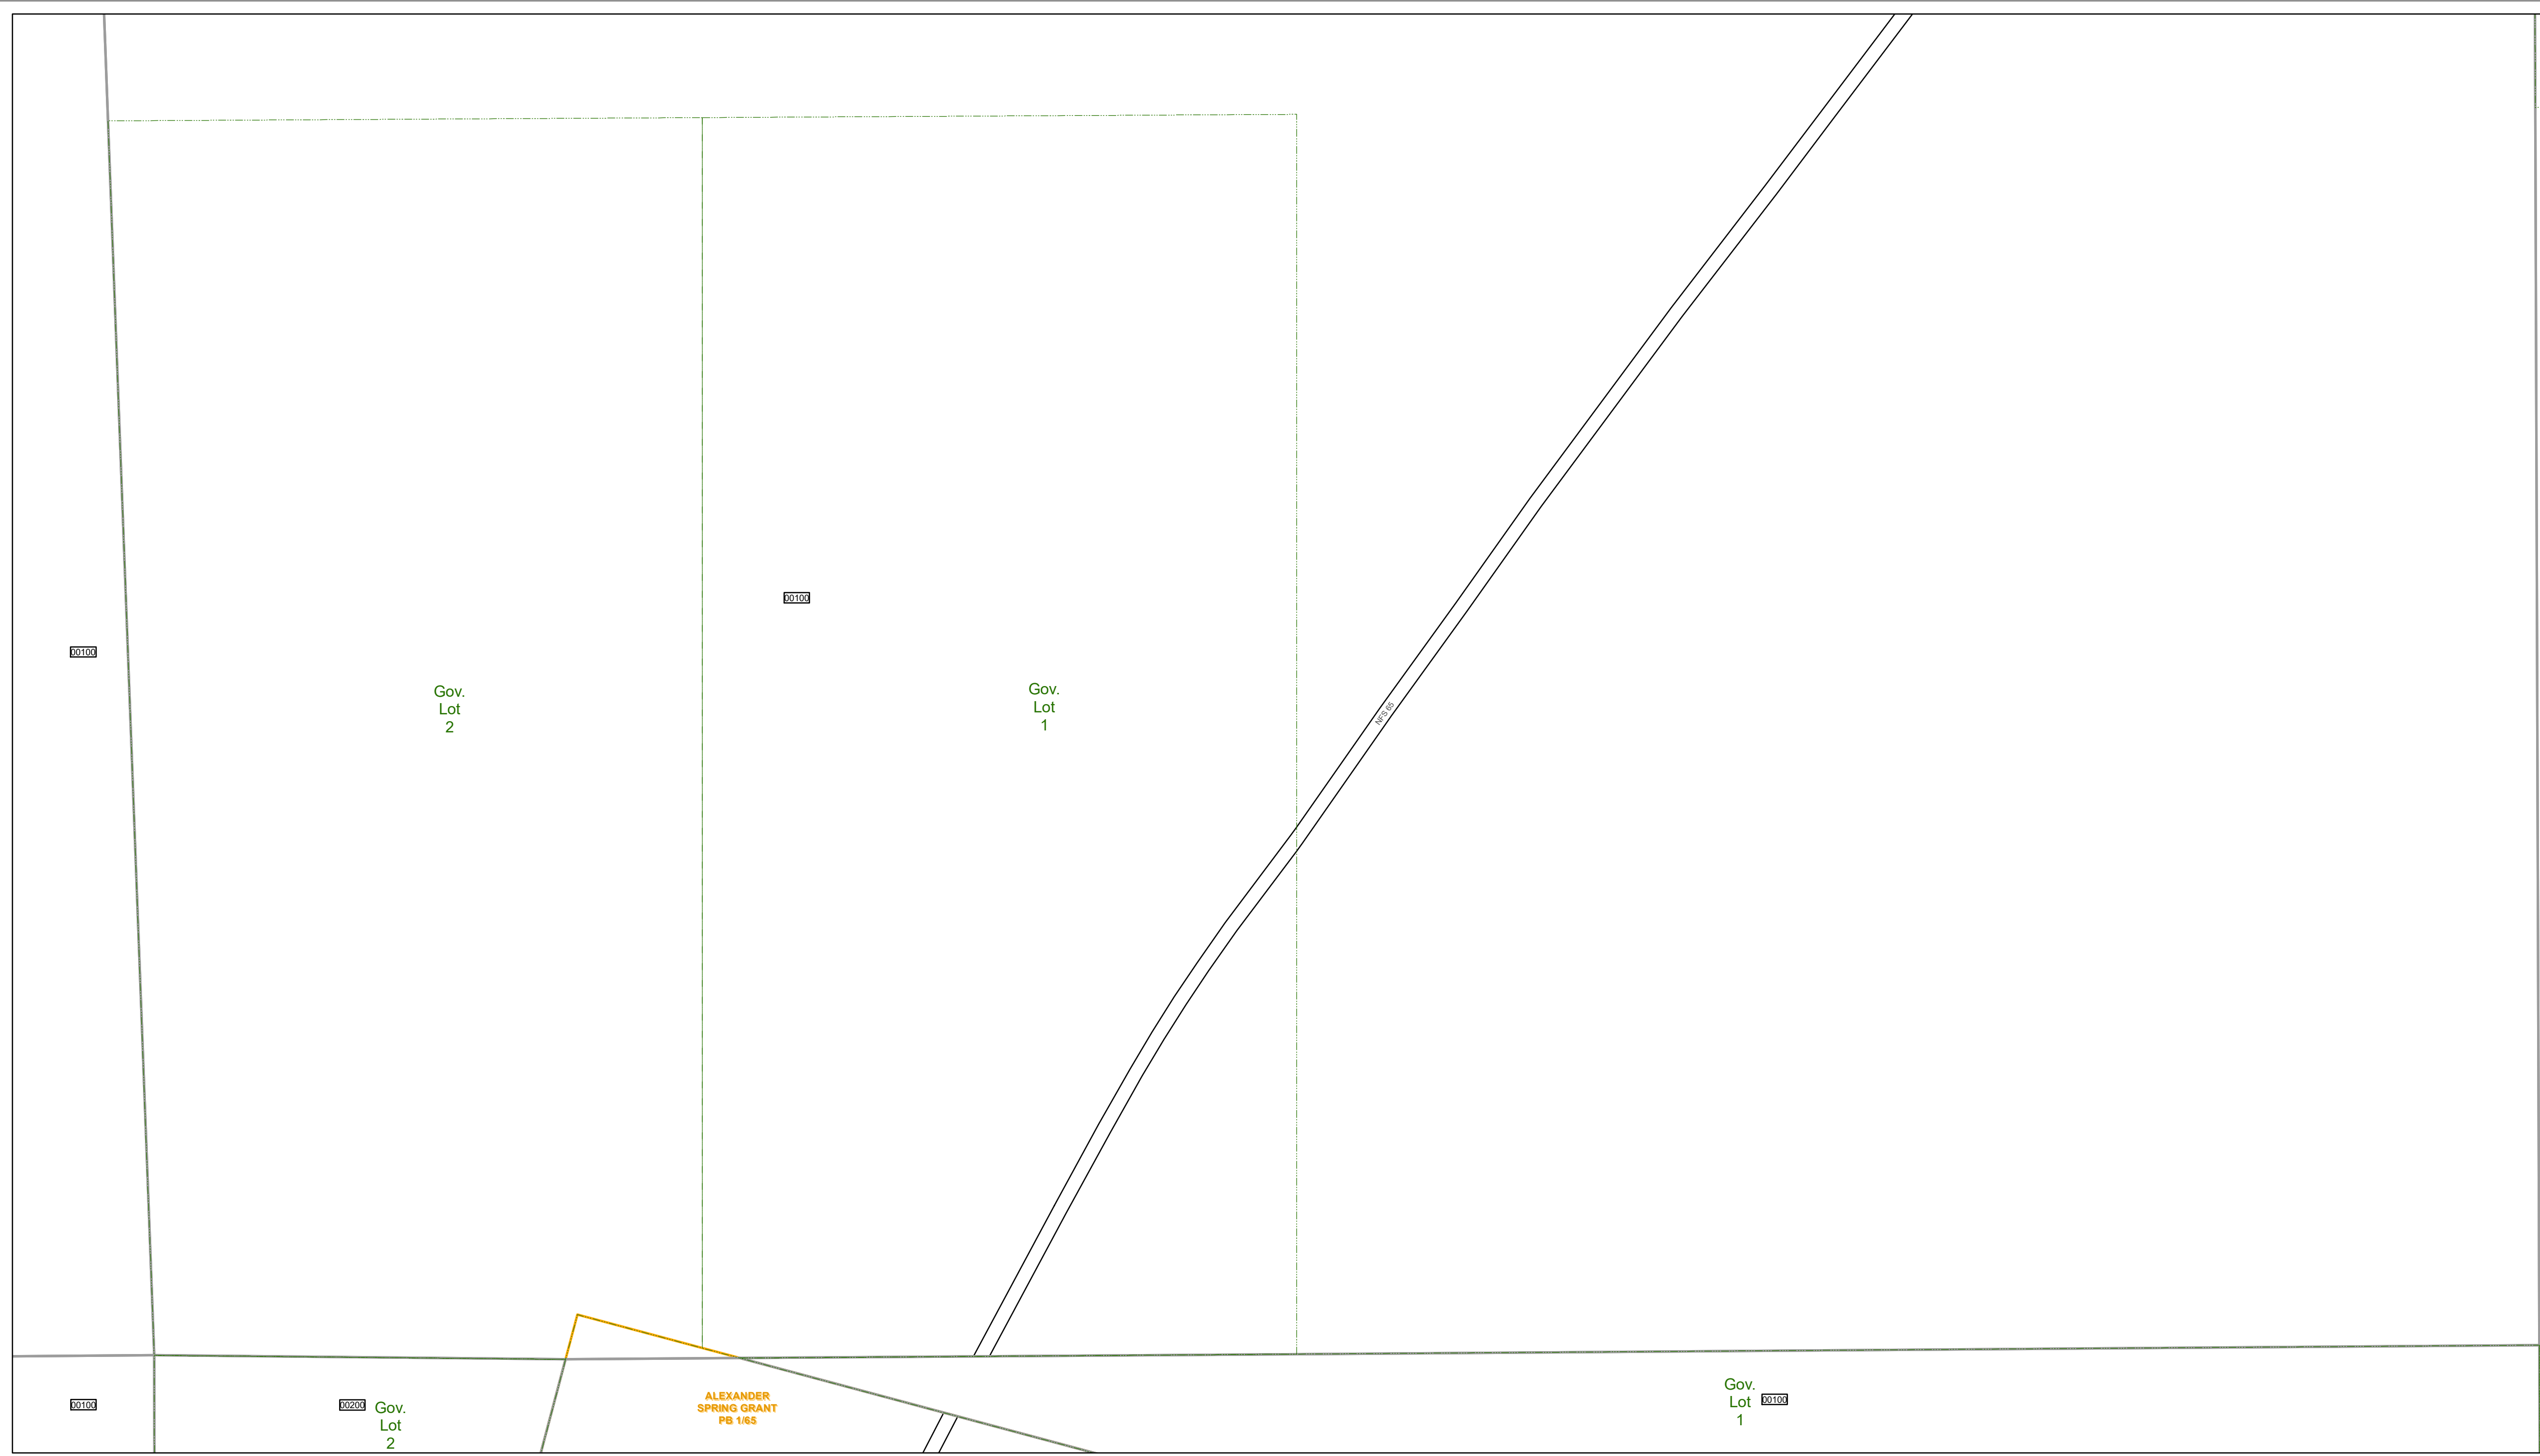 00100
00100
Gov.
Lot
2
Gov.
Lot
1
NFS 65
00100
00200
Gov.
Lot
2
ALEXANDER
SPRING GRANT
PB 1/65
Gov.
Lot
1
00100